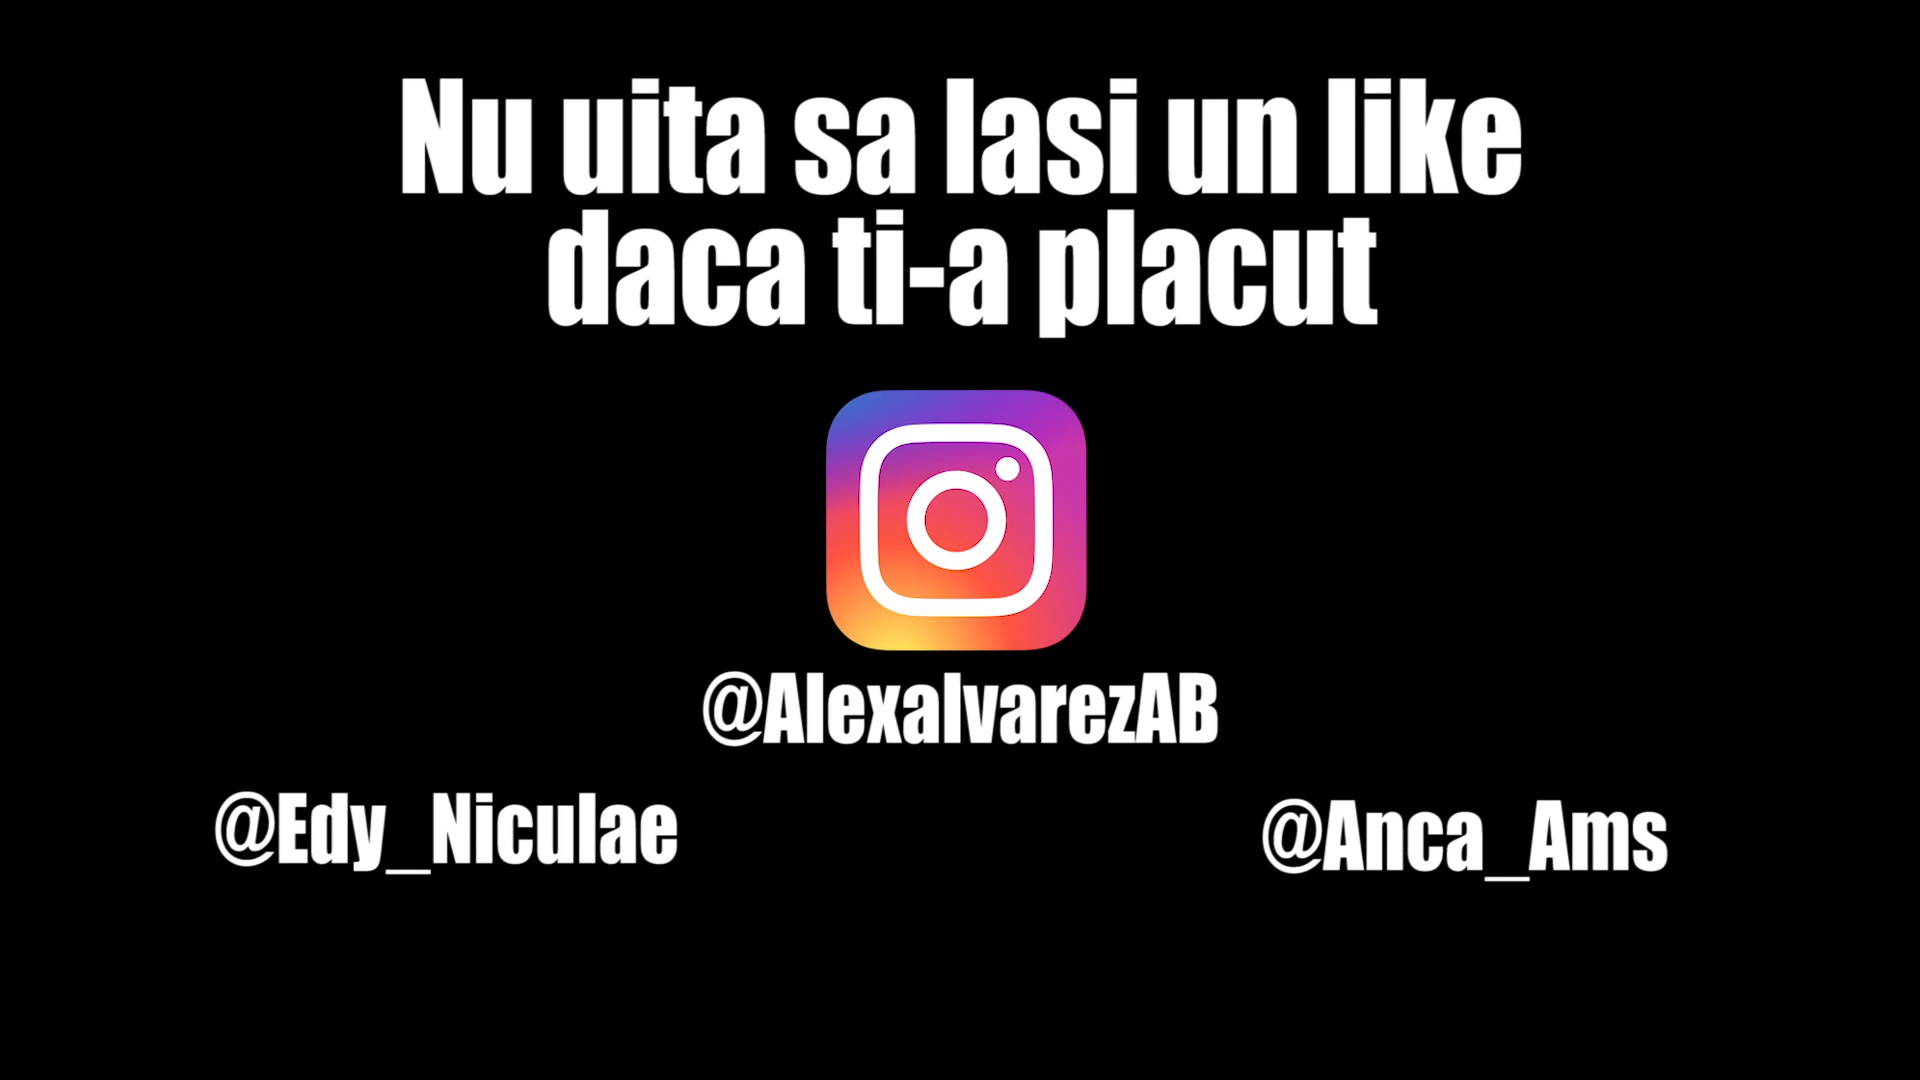 Nu uita sa lasi un like
daca ti-a placut
@AlexalvarezAB
@Edy_Niculae
@Anca_Ams